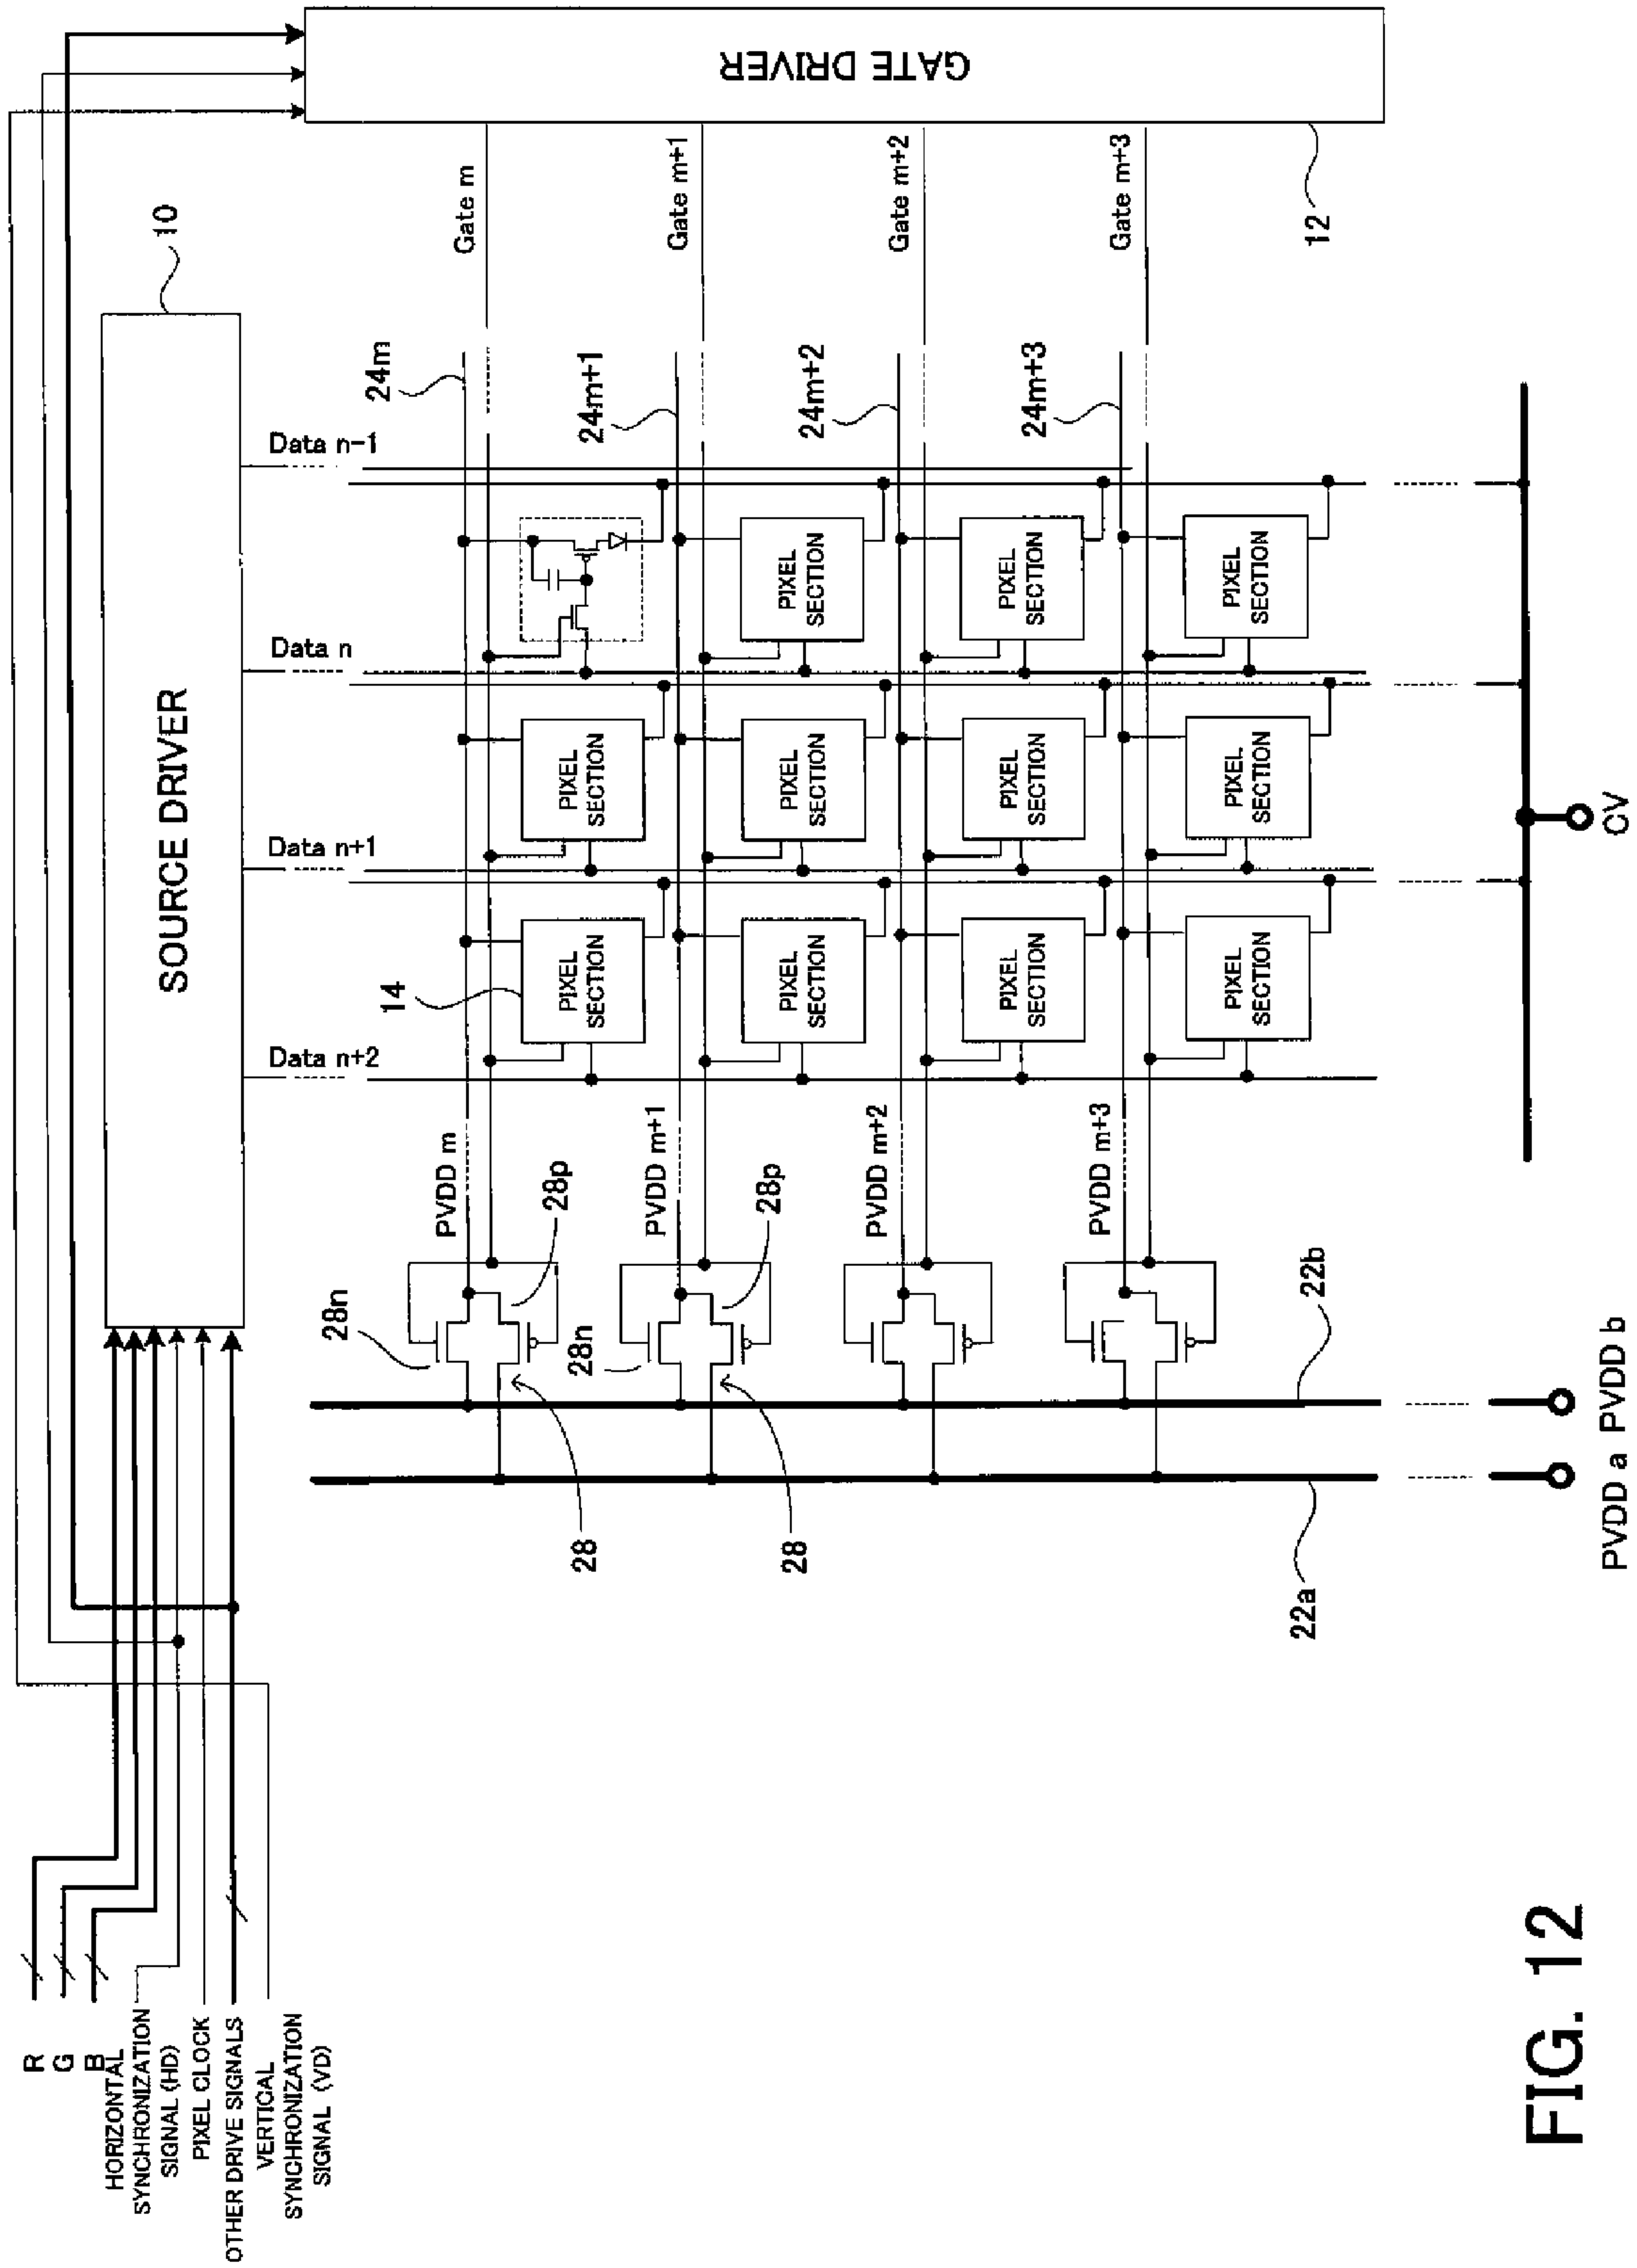 R
G
B
HORIZONTAL
SYNCHRONIZATION
SIGNAL (HD)
PIXEL CLOCK
OTHER DRIVE SIGNALS
VERTICAL
SYNCHRONIZATION
SIGNAL (VD)
SOURCE DRIVER
10
GATE DRIVER
12
Data n+2
Data n+1
Data n
Data n-1
28n
PVDD m
14
24m
Gate m
28p
PIXEL
SECTION
PIXEL
SECTION
28
28n
PVDD m+1
24m+1
Gate m+1
28p
PIXEL
SECTION
PIXEL
SECTION
PIXEL
SECTION
28
PVDD m+2
24m+2
Gate m+2
PIXEL
SECTION
PIXEL
SECTION
PIXEL
SECTION
PVDD m+3
24m+3
Gate m+3
PIXEL
SECTION
PIXEL
SECTION
PIXEL
SECTION
22a
22b
PVDD a
PVDD b
CV
FIG. 12